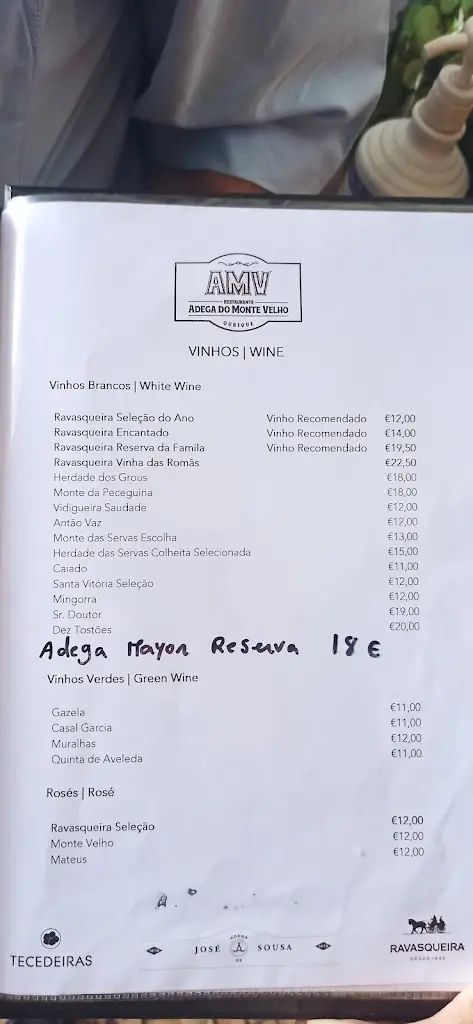 AMV
RESTAURANTE
ADEGA DO MONTE VELHO
OURIQUE
VINHOS | WINE
Vinhos Brancos | White Wine
Ravasqueira Seleção do Ano Vinho Recomendado €12,00
Ravasqueira Encantado Vinho Recomendado €14,00
Ravasqueira Reserva da Famíla Vinho Recomendado €19,50
Ravasqueira Vinha das Romãs €22,50
Herdade dos Grous €18,00
Monte da Peceguina €18,00
Vidigueira Saudade €12,00
Antão Vaz €12,00
Monte das Servas Escolha €13,00
Herdade das Servas Colheita Selecionada €15,00
Caiado €11,00
Santa Vitória Seleção €12,00
Mingorra €12,00
Sr. Doutor €19,00
Dez Tostões €20,00
Adega Mayor Reserva 18 €
Vinhos Verdes | Green Wine
Gazela €11,00
Casal Garcia €11,00
Muralhas €12,00
Quinta de Aveleda €11,00
Rosés | Rosé
Ravasqueira Seleção €12,00
Monte Velho €12,00
Mateus €12,00
TECEDEIRAS
ADEGA
JOSÉ DE SOUSA
RAVASQUEIRA
DESDE 1943